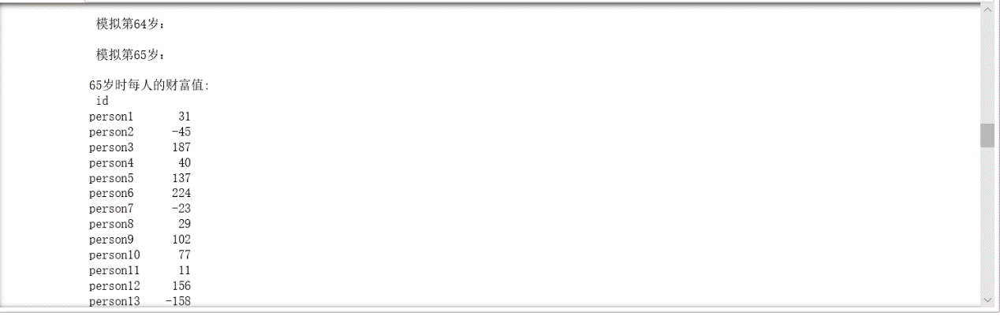 模拟第64岁:
模拟第65岁:
65岁时每人的财富值:
id
person1 31
person2 -45
person3 187
person4 40
person5 137
person6 224
person7 -23
person8 29
person9 102
person10 77
person11 11
person12 156
person13 -158